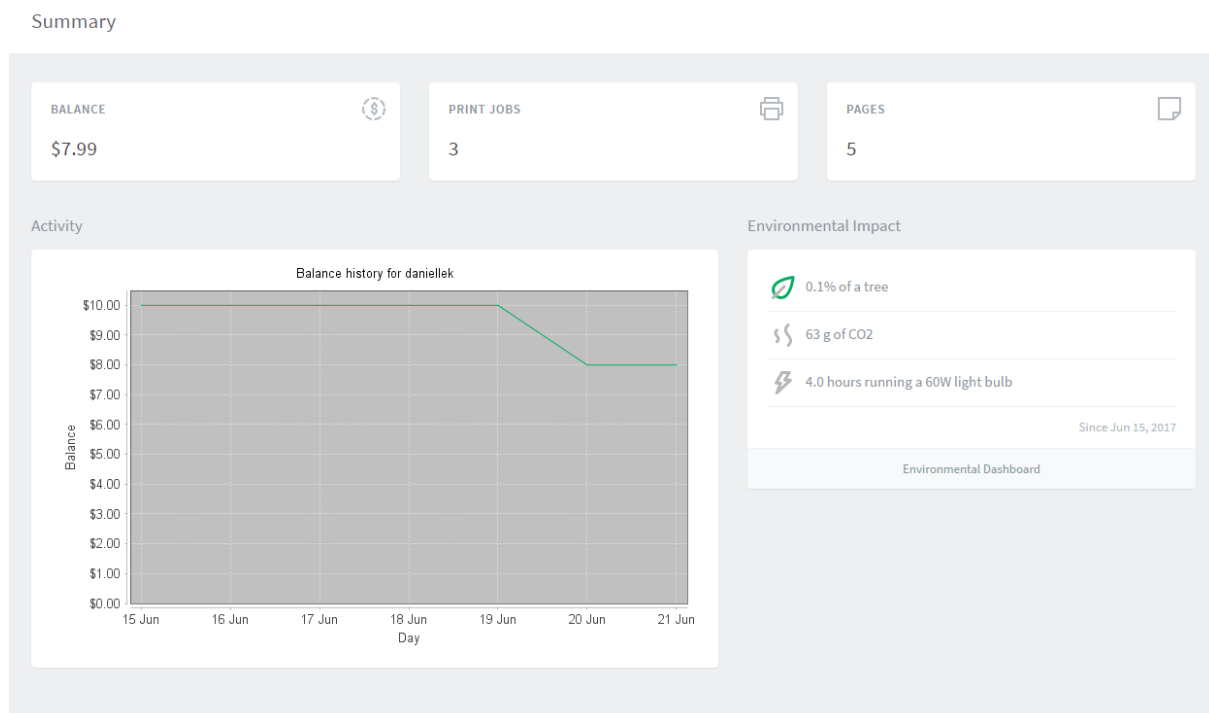 Summary
BALANCE
$7.99
PRINT JOBS
3
PAGES
5
Activity
Balance history for daniellek
Balance
$10.00
$9.00
$8.00
$7.00
$6.00
$5.00
$4.00
$3.00
$2.00
$1.00
$0.00
15 Jun 16 Jun 17 Jun 18 Jun 19 Jun 20 Jun 21 Jun
Day
Environmental Impact
0.1% of a tree
63 g of CO2
4.0 hours running a 60W light bulb
Since Jun 15, 2017
Environmental Dashboard